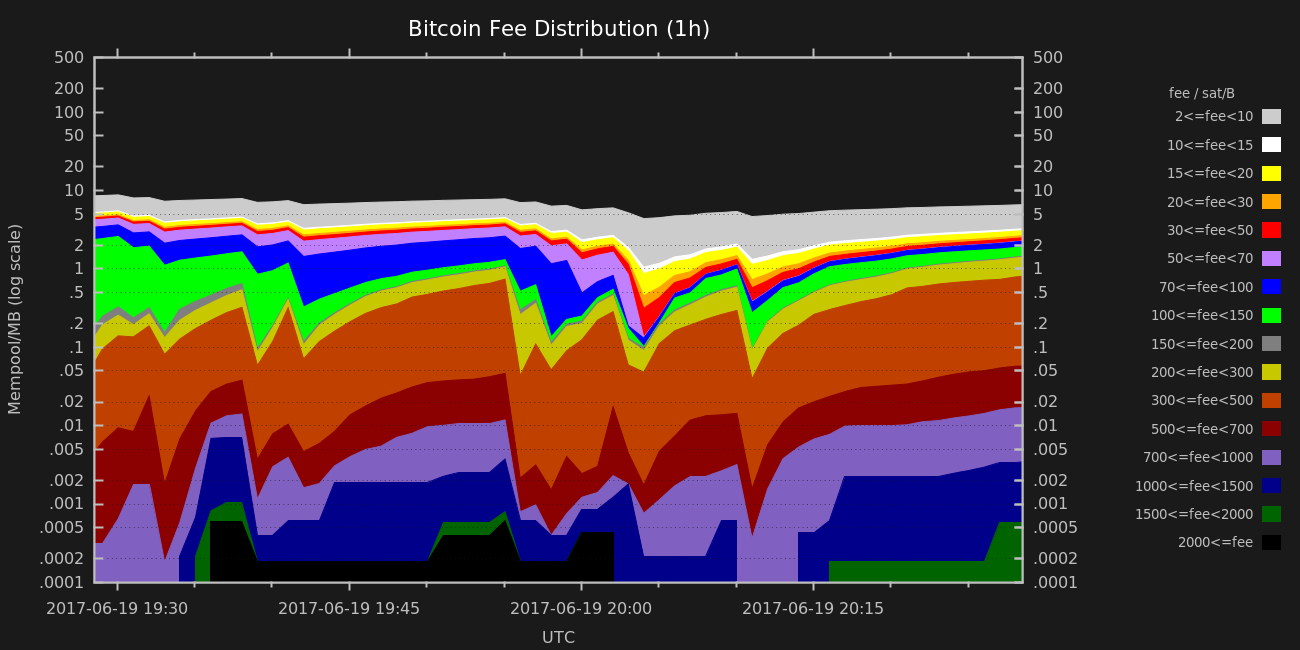 Bitcoin Fee Distribution (1h)
500 500
200 200
100 100
50 50
20 20
10 10
5 5
2 2
1 1
.5 .5
.2 .2
.1 .1
.05 .05
.02 .02
.01 .01
.005 .005
.002 .002
.001 .001
.0005 .0005
.0002 .0002
.0001 .0001
Mempool/MB (log scale)
2017-06-19 19:30 2017-06-19 19:45 2017-06-19 20:00 2017-06-19 20:15
UTC
fee / sat/B
2<=fee<10
10<=fee<15
15<=fee<20
20<=fee<30
30<=fee<50
50<=fee<70
70<=fee<100
100<=fee<150
150<=fee<200
200<=fee<300
300<=fee<500
500<=fee<700
700<=fee<1000
1000<=fee<1500
1500<=fee<2000
2000<=fee